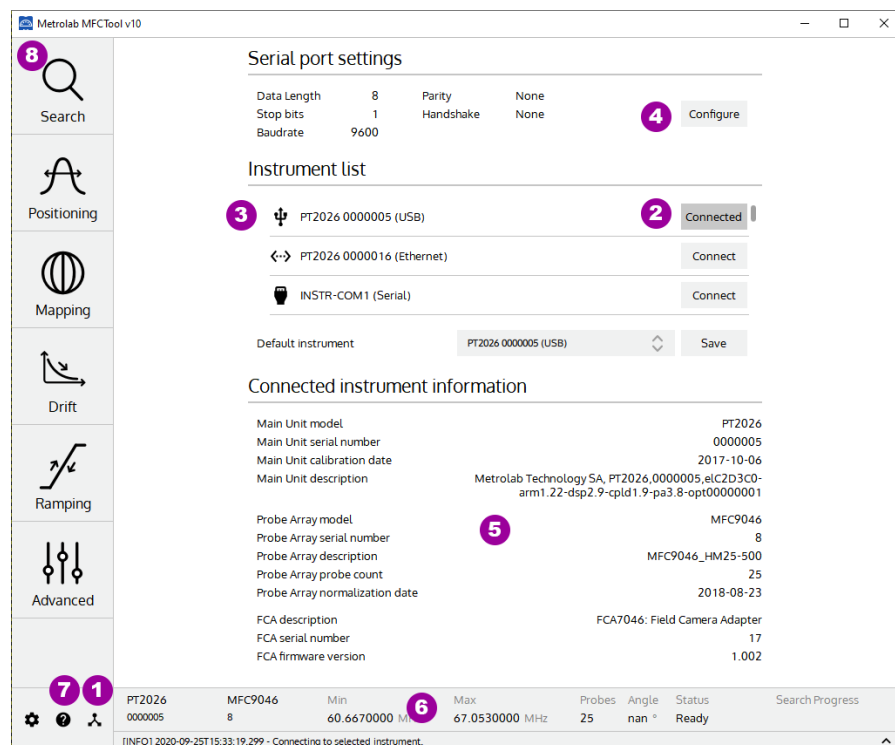 Metrolab MFCTool v10
8
Search
Positioning
Mapping
Drift
Ramping
Advanced
7 1
Serial port settings
Data Length 8 Parity None
Stop bits 1 Handshake None
Baudrate 9600
4 Configure
Instrument list
3 PT2026 0000005 (USB) 2 Connected
PT2026 0000016 (Ethernet) Connect
INSTR-COM1 (Serial) Connect
Default instrument PT2026 0000005 (USB) Save
Connected instrument information
Main Unit model PT2026
Main Unit serial number 0000005
Main Unit calibration date 2017-10-06
Main Unit description Metrolab Technology SA, PT2026,0000005,elC2D3C0-
arm1.22-dsp2.9-cpld1.9-pa3.8-opt00000001
Probe Array model MFC9046
5
Probe Array serial number 8
Probe Array description MFC9046_HM25-500
Probe Array probe count 25
Probe Array normalization date 2018-08-23
FCA description FCA7046: Field Camera Adapter
FCA serial number 17
FCA firmware version 1.002
PT2026 MFC9046 Min Max Probes Angle Status Search Progress
6
0000005 8 60.6670000 67.0530000 MHz 25 nan ° Ready
[INFO] 2020-09-25T15:33:19.299 - Connecting to selected instrument.